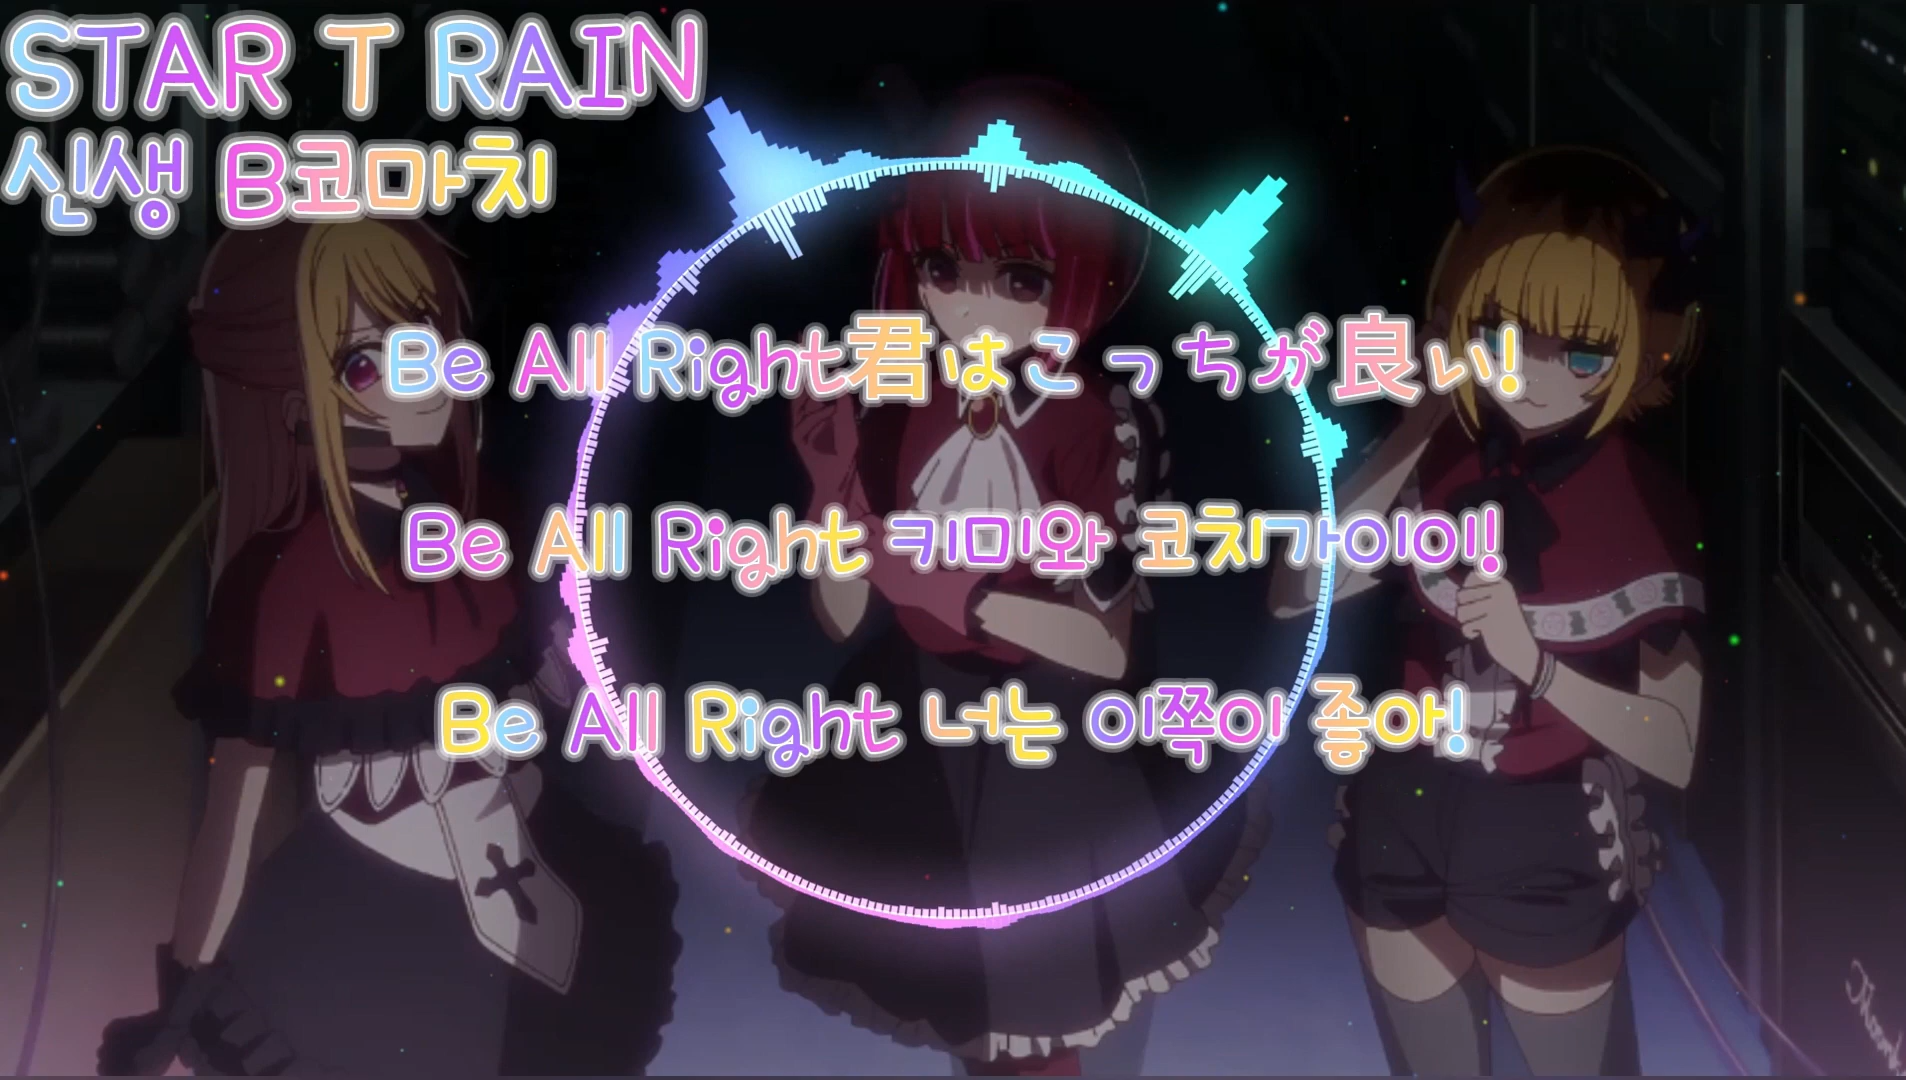 STAR T RAIN
신생 B코마치
Be All Right君はこっちが良い!
Be All Right 키미와 코치가이이!
Be All Right 너는 이쪽이 좋아!